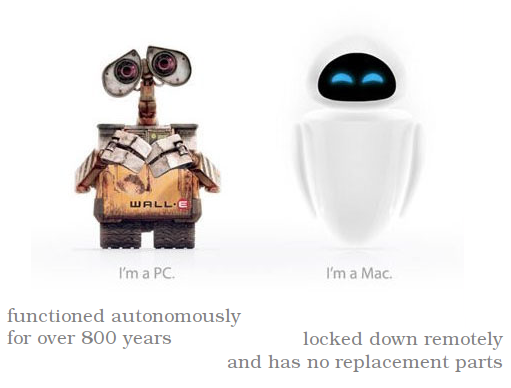 WALL·E
I'm a PC.
I'm a Mac.
functioned autonomously
for over 800 years
locked down remotely
and has no replacement parts